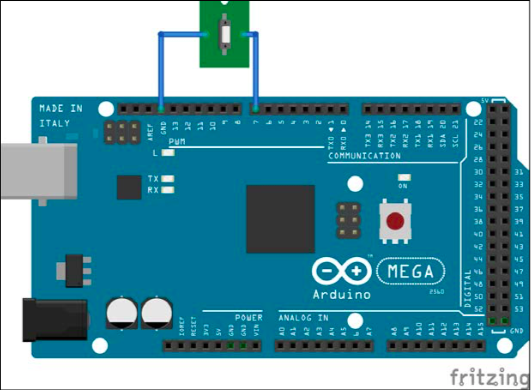 MADE IN
ITALY
AREF
GND
13
12
11
10
9
8
7
6
5
4
3
2
TX0 ◄ 1
RX0 ► 0
TX3 14
RX3 15
TX2 16
RX2 17
TX1 18
RX1 19
SDA 20
SCL 21
PWM
COMMUNICATION
5V
22
24
26
28
30 31
32 33
34 35
36 37
38 39
40 41
42 43
44 45
46 47
48 49
50 51
52 53
GND
L
TX
RX
ON
MEGA
2560
™
Arduino
DIGITAL
POWER
ANALOG IN
IOREF
RESET
3V3
5V
GND
GND
VIN
A0
A1
A2
A3
A4
A5
A6
A7
A8
A9
A10
A11
A12
A13
A14
A15
fritzing